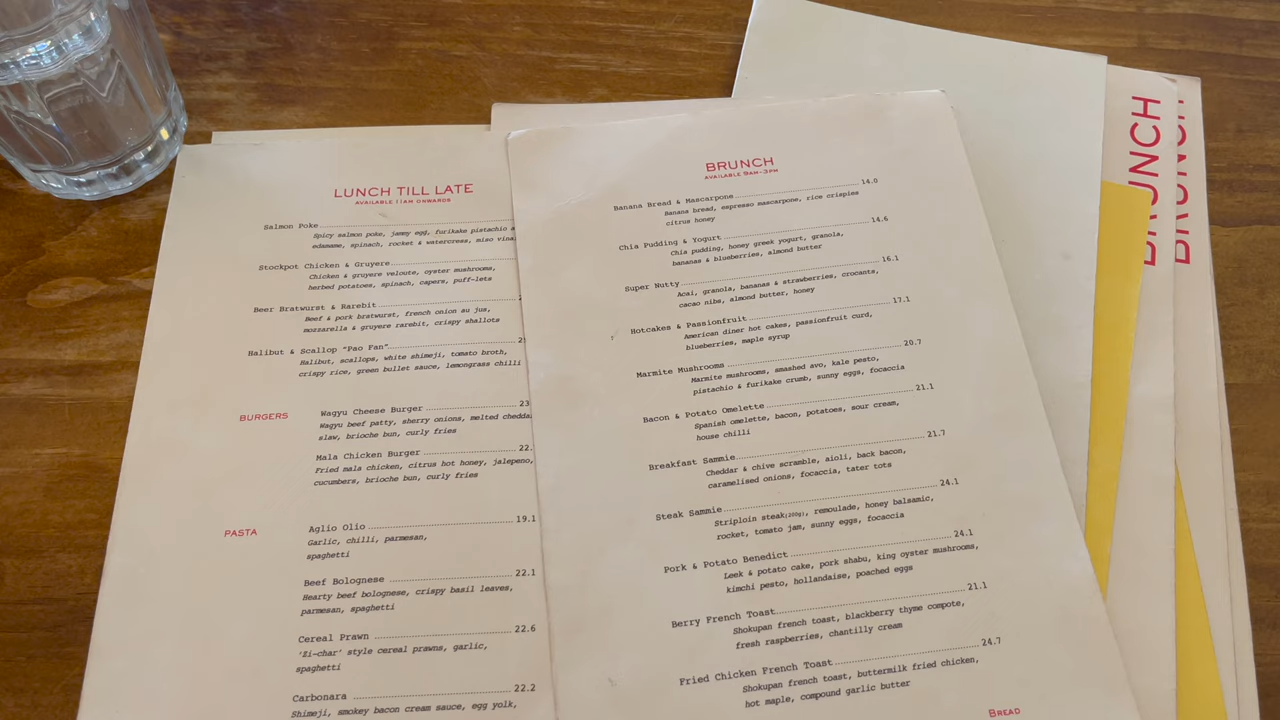 LUNCH TILL LATE
AVAILABLE 11AM ONWARDS
Salmon Poke
Spicy salmon poke, jammy egg, furikake pistachio
edamame, spinach, rocket & watercress, miso
Stockpot Chicken & Gruyere
Chicken & gruyere veloute, oyster mushrooms,
herbed potatoes, spinach, capers, puff-lets
Beer Bratwurst & Rarebit
Beef & pork bratwurst, french onion au jus,
mozzarella & gruyere rarebit, crispy shallots
Halibut & Scallop "Pao Fan"
Halibut, scallops, white shimeji, tomato broth,
crispy rice, green bullet sauce, lemongrass chilli
BURGERS
Wagyu Cheese Burger 23
Wagyu beef patty, sherry onions, melted
slaw, brioche bun, curly fries
Mala Chicken Burger 22.
Fried mala chicken, citrus hot honey, jalepeno,
cucumbers, brioche bun, curly fries
PASTA
Aglio Olio 19.1
Garlic, chilli, parmesan,
spaghetti
Beef Bolognese 22.1
Hearty beef bolognese, crispy basil leaves,
parmesan, spaghetti
Cereal Prawn 22.6
'Zi-char' style cereal prawns, garlic,
spaghetti
Carbonara 22.2
Shimeji, smokey bacon cream sauce, egg yolk,
BRUNCH
AVAILABLE 9AM-3PM
Banana Bread & Mascarpone 14.0
Banana bread, espresso mascarpone, rice crispies
citrus honey
Chia Pudding & Yogurt 14.6
Chia pudding, honey greek yogurt, granola,
bananas & blueberries, almond butter
Super Nutty 16.1
Acai, granola, bananas & strawberries, crocants,
cacao nibs, almond butter, honey
Hotcakes & Passionfruit 17.1
American diner hot cakes, passionfruit curd,
blueberries, maple syrup
Marmite Mushrooms 20.7
Marmite mushrooms, smashed avo, kale pesto,
pistachio & furikake crumb, sunny eggs, focaccia
Bacon & Potato Omelette 21.1
Spanish omelette, bacon, potatoes, sour cream,
house chilli
Breakfast Sammie 21.7
Cheddar & chive scramble, aioli, back bacon,
caramelised onions, focaccia, tater tots
Steak Sammie 24.1
Striploin steak(200g), remoulade, honey balsamic,
rocket, tomato jam, sunny eggs, focaccia
Pork & Potato Benedict 24.1
Leek & potato cake, pork shabu, king oyster mushrooms,
kimchi pesto, hollandaise, poached eggs
Berry French Toast 21.1
Shokupan french toast, blackberry thyme compote,
fresh raspberries, chantilly cream
Fried Chicken French Toast 24.7
Shokupan french toast, buttermilk fried chicken,
hot maple, compound garlic butter
BREAD
BRUNCH
BRUNCH